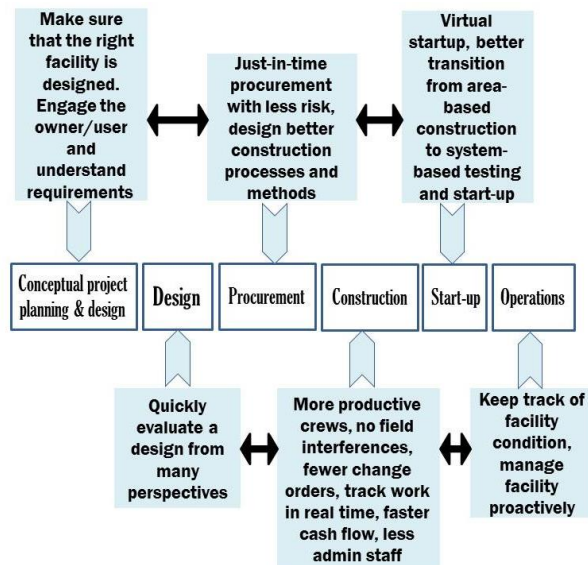 Make sure
that the right
facility is
designed.
Engage the
owner/user
and
understand
requirements
Just-in-time
procurement
with less risk,
design better
construction
processes and
methods
Virtual
startup, better
transition
from area-
based
construction
to system-
based testing
and start-up
Conceptual project
planning & design
Design
Procurement
Construction
Start-up
Operations
Quickly
evaluate a
design from
many
perspectives
More productive
crews, no field
interferences,
fewer change
orders, track work
in real time, faster
cash flow, less
admin staff
Keep track of
facility
condition,
manage
facility
proactively